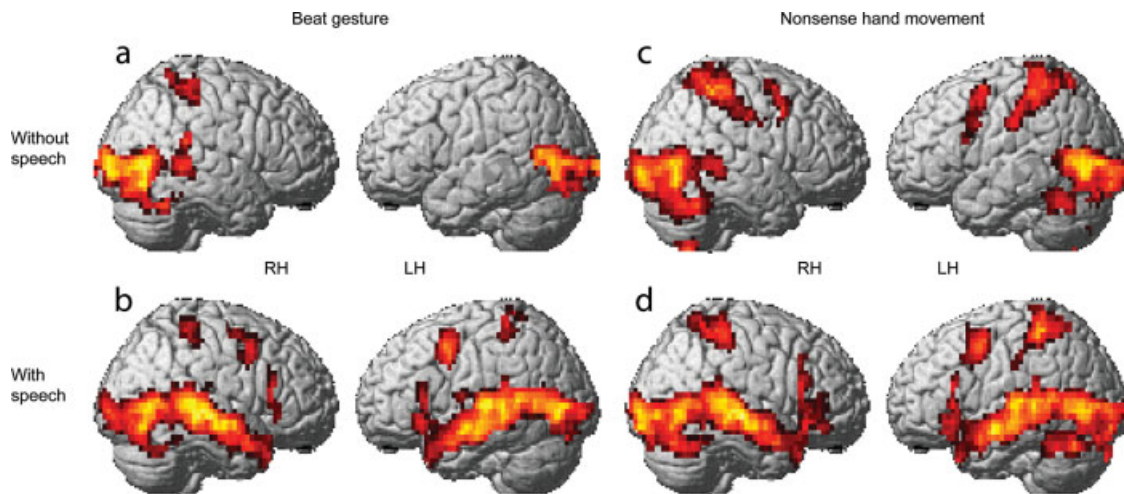 Beat gesture
Nonsense hand movement
a
c
Without
speech
RH
LH
RH
LH
b
d
With
speech